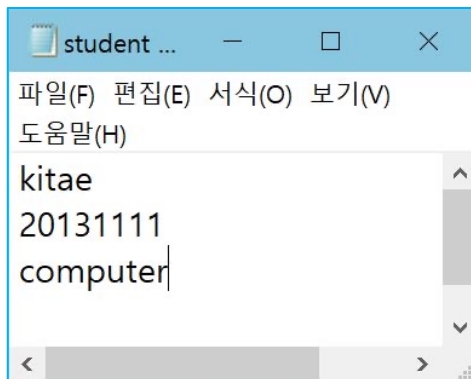 student ...
파일(F) 편집(E) 서식(O) 보기(V)
도움말(H)
kitae
20131111
computer